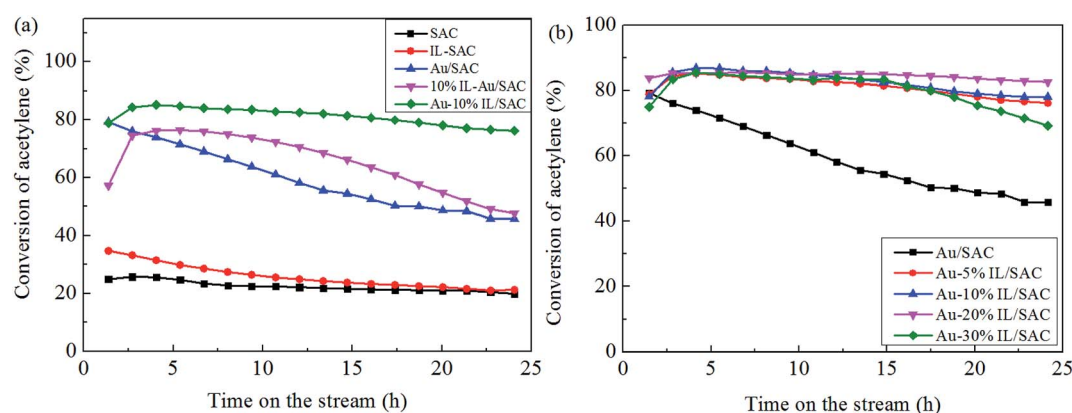 (a)
Conversion of acetylene (%)
100
80
60
40
20
0
SAC
IL-SAC
Au/SAC
10% IL-Au/SAC
Au-10% IL/SAC
0 5 10 15 20 25
Time on the stream (h)
(b)
Conversion of acetylene (%)
100
80
60
40
20
0
Au/SAC
Au-5% IL/SAC
Au-10% IL/SAC
Au-20% IL/SAC
Au-30% IL/SAC
0 5 10 15 20 25
Time on the stream (h)